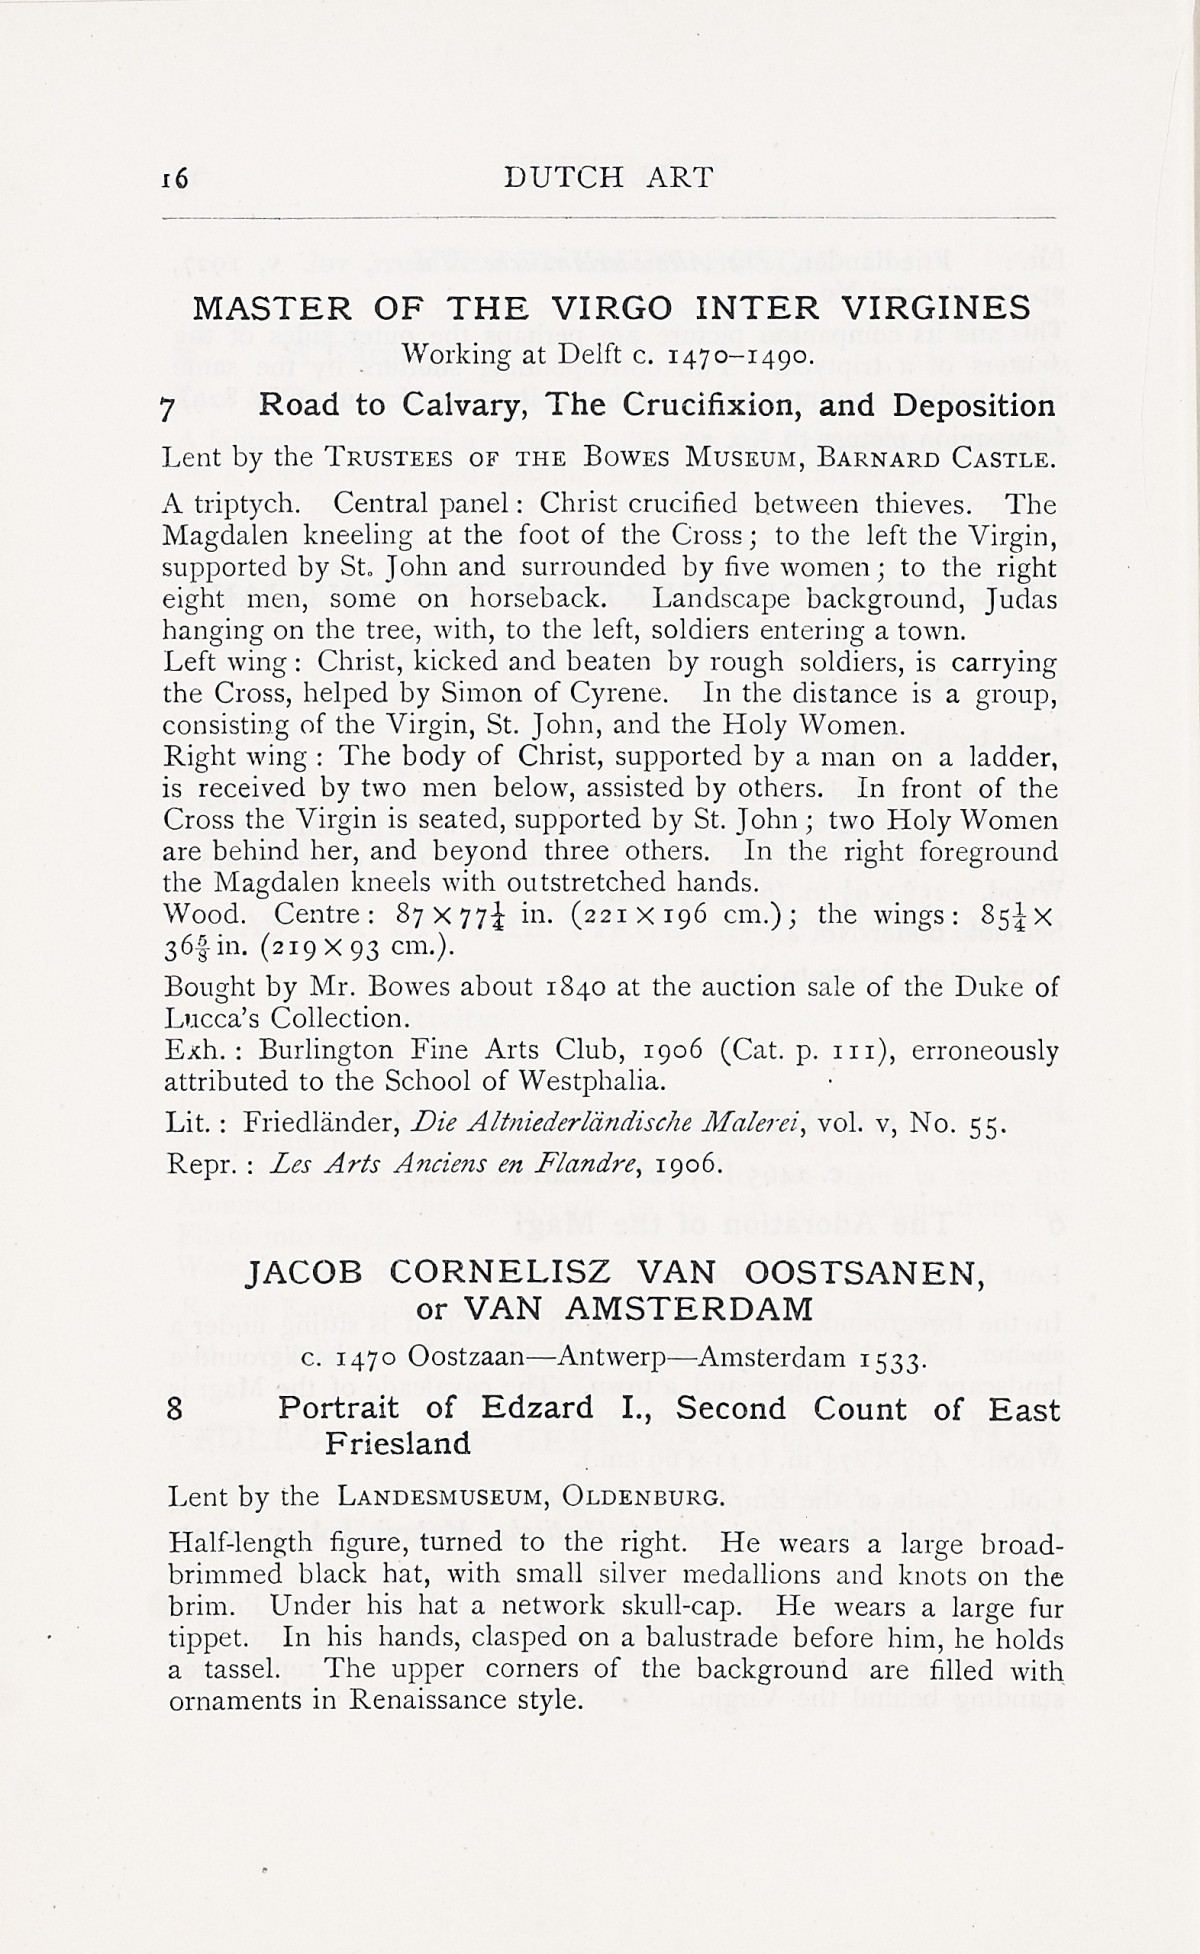 16 DUTCH ART
MASTER OF THE VIRGO INTER VIRGINES
Working at Delft c. 1470–1490.
7 Road to Calvary, The Crucifixion, and Deposition
Lent by the Trustees of the Bowes Museum, Barnard Castle.
A triptych. Central panel : Christ crucified between thieves. The
Magdalen kneeling at the foot of the Cross ; to the left the Virgin,
supported by St. John and surrounded by five women ; to the right
eight men, some on horseback. Landscape background, Judas
hanging on the tree, with, to the left, soldiers entering a town.
Left wing : Christ, kicked and beaten by rough soldiers, is carrying
the Cross, helped by Simon of Cyrene. In the distance is a group,
consisting of the Virgin, St. John, and the Holy Women.
Right wing : The body of Christ, supported by a man on a ladder,
is received by two men below, assisted by others. In front of the
Cross the Virgin is seated, supported by St. John ; two Holy Women
are behind her, and beyond three others. In the right foreground
the Magdalen kneels with outstretched hands.
Wood. Centre : 87 × 77¼ in. (221 × 196 cm.) ; the wings : 85¼ ×
36⅝ in. (219 × 93 cm.).
Bought by Mr. Bowes about 1840 at the auction sale of the Duke of
Lucca's Collection.
Exh. : Burlington Fine Arts Club, 1906 (Cat. p. 111), erroneously
attributed to the School of Westphalia.
Lit. : Friedländer, Die Altniederländische Malerei, vol. v, No. 55.
Repr. : Les Arts Anciens en Flandre, 1906.
JACOB CORNELISZ VAN OOSTSANEN,
or VAN AMSTERDAM
c. 1470 Oostzaan—Antwerp—Amsterdam 1533.
8 Portrait of Edzard I., Second Count of East
Friesland
Lent by the Landesmuseum, Oldenburg.
Half-length figure, turned to the right. He wears a large broad-
brimmed black hat, with small silver medallions and knots on the
brim. Under his hat a network skull-cap. He wears a large fur
tippet. In his hands, clasped on a balustrade before him, he holds
a tassel. The upper corners of the background are filled with
ornaments in Renaissance style.